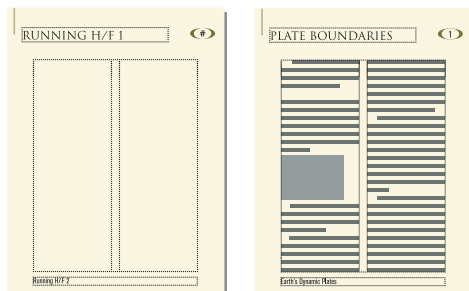 RUNNING H/F 1
#
Running H/F 2
PLATE BOUNDARIES
1
Earth's Dynamic Plates